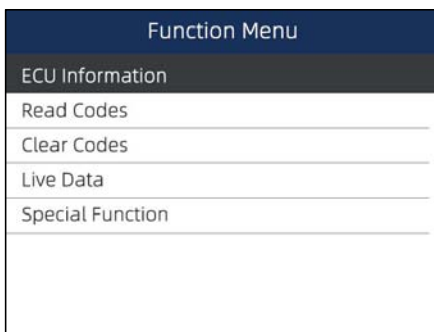 Function Menu
ECU Information
Read Codes
Clear Codes
Live Data
Special Function